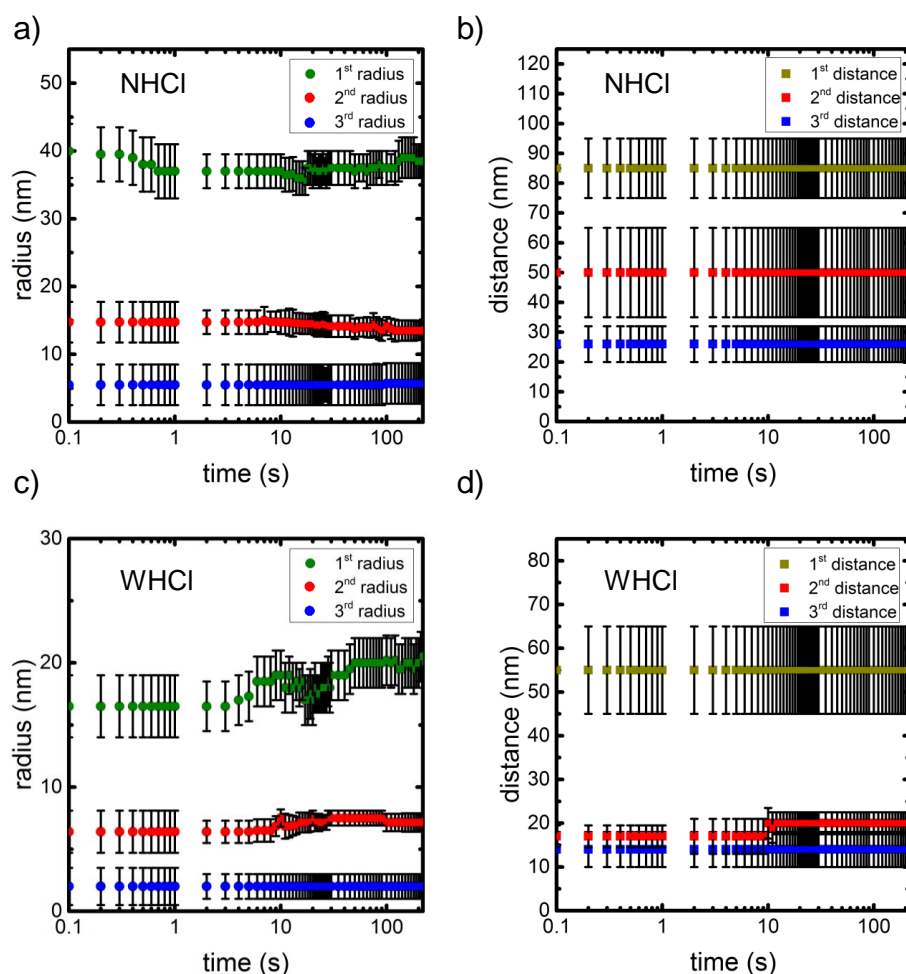 a)
NHCl
1st radius
2nd radius
3rd radius
radius (nm)
50
40
30
20
10
0
0.1
1
10
100
time (s)
b)
NHCl
1st distance
2nd distance
3rd distance
distance (nm)
120
110
100
90
80
70
60
50
40
30
20
10
0
0.1
1
10
100
time (s)
c)
WHCl
1st radius
2nd radius
3rd radius
radius (nm)
30
20
10
0
0.1
1
10
100
time (s)
d)
WHCl
1st distance
2nd distance
3rd distance
distance (nm)
80
70
60
50
40
30
20
10
0
0.1
1
10
100
time (s)